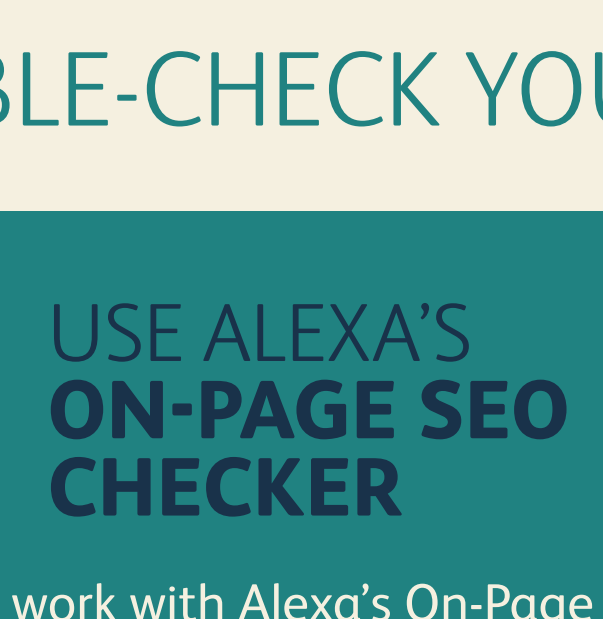 BLE-CHECK YOU
USE ALEXA’S
ON-PAGE SEO
CHECKER
work with Alexa’s On-Page